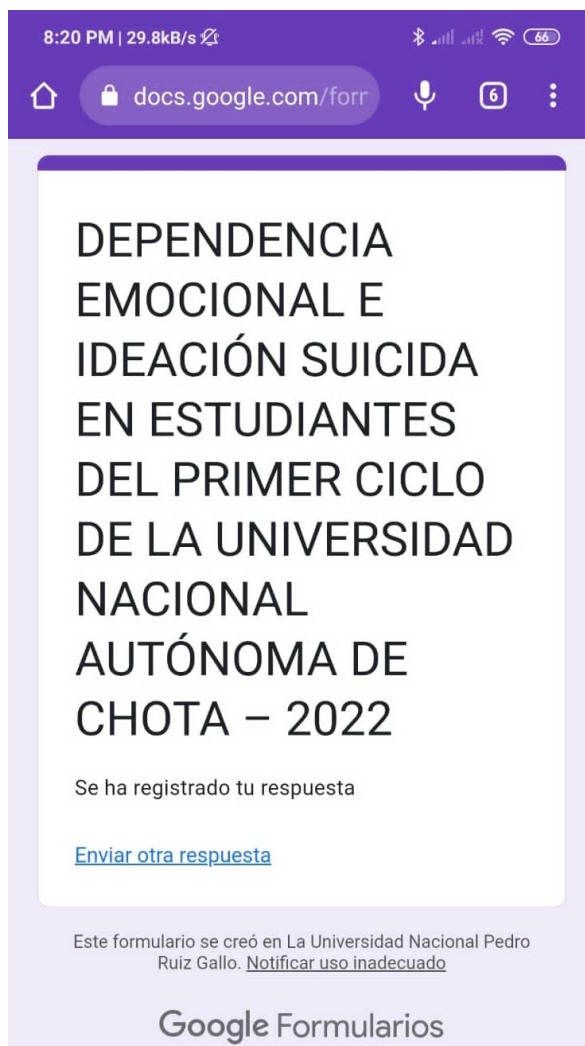 8:20 PM | 29.8kB/s
66
docs.google.com/forr
6
DEPENDENCIA
EMOCIONAL E
IDEACIÓN SUICIDA
EN ESTUDIANTES
DEL PRIMER CICLO
DE LA UNIVERSIDAD
NACIONAL
AUTÓNOMA DE
CHOTA – 2022
Se ha registrado tu respuesta
Enviar otra respuesta
Este formulario se creó en La Universidad Nacional Pedro
Ruiz Gallo. Notificar uso inadecuado
Google Formularios